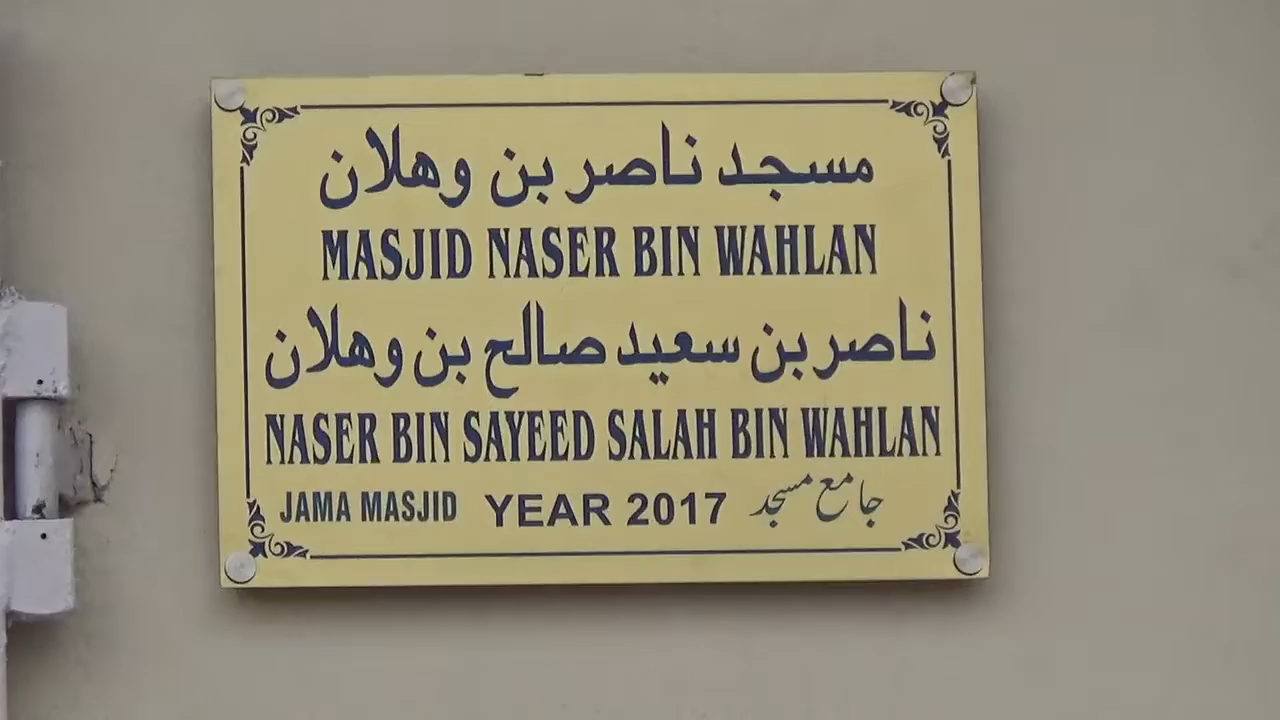 مسجد ناصر بن وهلان
MASJID NASER BIN WAHLAN
ناصر بن سعيد صالح بن وهلان
NASER BIN SAYEED SALAH BIN WAHLAN
JAMA MASJID YEAR 2017 جامع مسجد